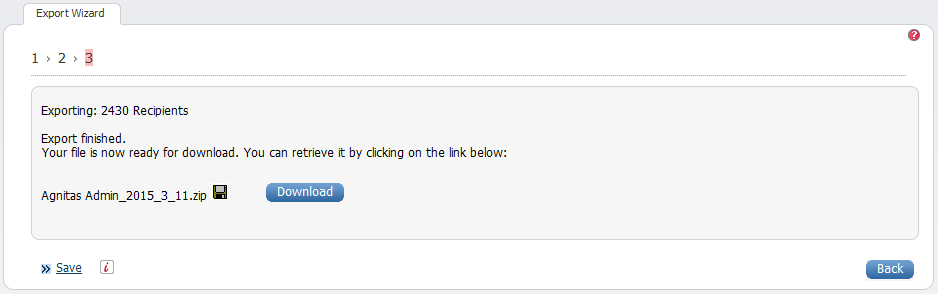 Export Wizard
?
1 › 2 › 3
Exporting: 2430 Recipients
Export finished.
Your file is now ready for download. You can retrieve it by clicking on the link below:
Agnitas Admin_2015_3_11.zip Download
» Save i Back